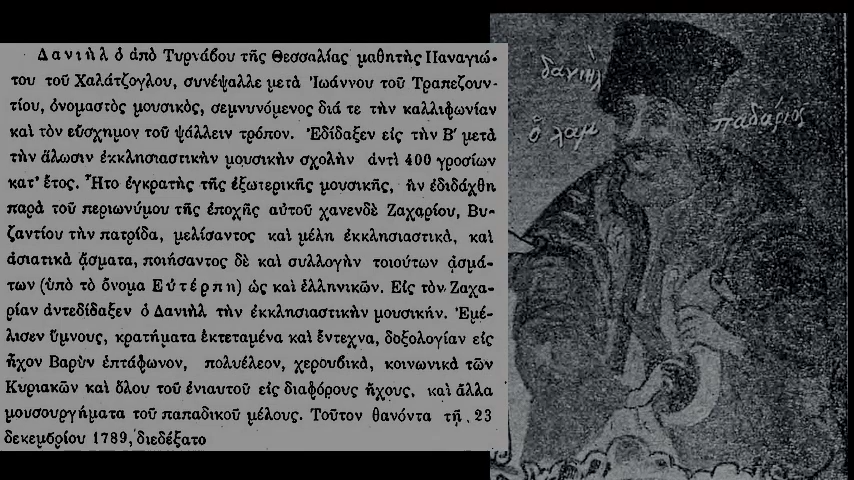 Δανιὴλ ὁ ἀπὸ Τυρνάβου τῆς Θεσσαλίας μαθητὴς Παναγιώ-
του τοῦ Χαλάτζογλου, συνέψαλλε μετὰ Ἰωάννου τοῦ Τραπεζουν-
τίου, ὀνομαστὸς μουσικὸς, σεμνυνόμενος διά τε τὴν καλλιφωνίαν
καὶ τὸν εὔσχημον τοῦ ψάλλειν τρόπον. Ἐδίδαξεν εἰς τὴν Β΄ μετὰ
τὴν ἅλωσιν ἐκκλησιαστικὴν μουσικὴν σχολὴν ἀντὶ 400 γροσίων
κατ' ἔτος. Ἦτο ἐγκρατὴς τῆς ἐξωτερικῆς μουσικῆς, ἣν ἐδιδάχθη
παρὰ τοῦ περιωνύμου τῆς ἐποχῆς αὐτοῦ χανενδὲ Ζαχαρίου, Βυ-
ζαντίου τὴν πατρίδα, μελίσαντος καὶ μέλη ἐκκλησιαστικὰ, καὶ
ἀσιατικὰ ᾄσματα, ποιήσαντος δὲ καὶ συλλογὴν τοιούτων ᾀσμά-
των (ὑπὸ τὸ ὄνομα Εὐτέρπη) ὡς καὶ ἑλληνικῶν. Εἰς τὸν Ζαχα-
ρίαν ἀντεδίδαξεν ὁ Δανιὴλ τὴν ἐκκλησιαστικὴν μουσικήν. Ἐμέ-
λισεν ὕμνους, κρατήματα ἐκτεταμένα καὶ ἔντεχνα, δοξολογίαν εἰς
ἦχον Βαρὺν ἑπτάφωνον, πολυέλεον, χερουβικὰ, κοινωνικὰ τῶν
Κυριακῶν καὶ ὅλου τοῦ ἐνιαυτοῦ εἰς διαφόρους ἤχους, καὶ ἄλλα
μουσουργήματα τοῦ παπαδικοῦ μέλους. Τοῦτον θανόντα τῇ 23
δεκεμβρίου 1789, διεδέξατο
δανιὴλ
ὁ λαμ παδαριος